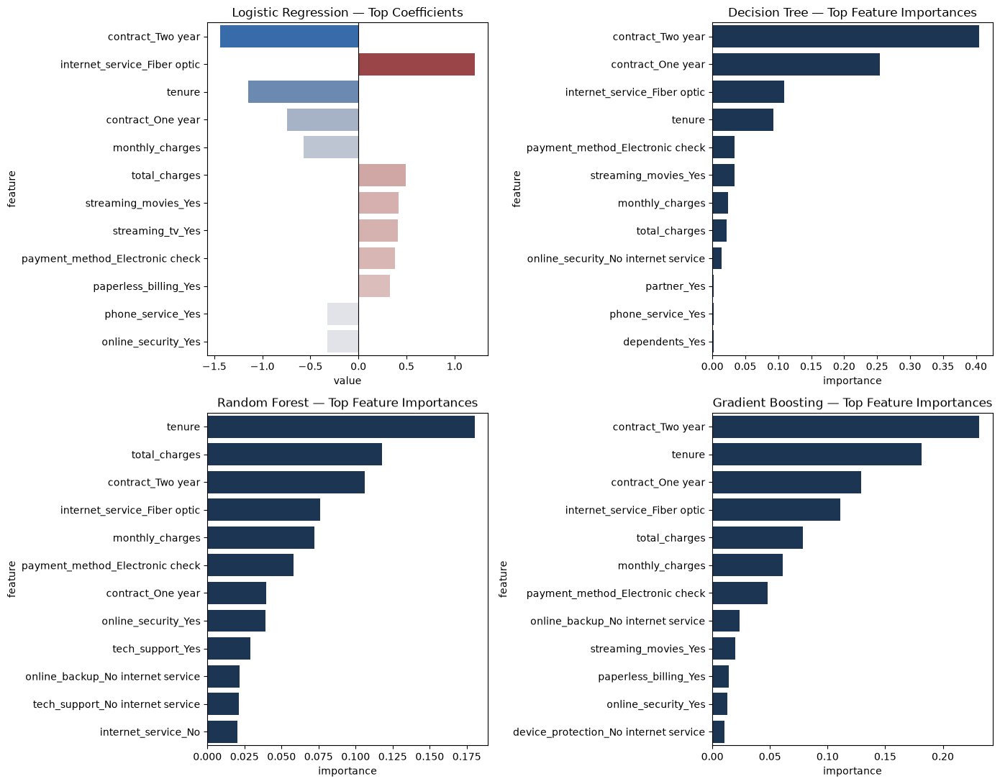 Logistic Regression — Top Coefficients
feature
contract_Two year
internet_service_Fiber optic
tenure
contract_One year
monthly_charges
total_charges
streaming_movies_Yes
streaming_tv_Yes
payment_method_Electronic check
paperless_billing_Yes
phone_service_Yes
online_security_Yes
−1.5 −1.0 −0.5 0.0 0.5 1.0
value
Decision Tree — Top Feature Importances
feature
contract_Two year
contract_One year
internet_service_Fiber optic
tenure
payment_method_Electronic check
streaming_movies_Yes
monthly_charges
total_charges
online_security_No internet service
partner_Yes
phone_service_Yes
dependents_Yes
0.00 0.05 0.10 0.15 0.20 0.25 0.30 0.35 0.40
importance
Random Forest — Top Feature Importances
feature
tenure
total_charges
contract_Two year
internet_service_Fiber optic
monthly_charges
payment_method_Electronic check
contract_One year
online_security_Yes
tech_support_Yes
online_backup_No internet service
tech_support_No internet service
internet_service_No
0.000 0.025 0.050 0.075 0.100 0.125 0.150 0.175
importance
Gradient Boosting — Top Feature Importances
feature
contract_Two year
tenure
contract_One year
internet_service_Fiber optic
total_charges
monthly_charges
payment_method_Electronic check
online_backup_No internet service
streaming_movies_Yes
paperless_billing_Yes
online_security_Yes
device_protection_No internet service
0.00 0.05 0.10 0.15 0.20
importance